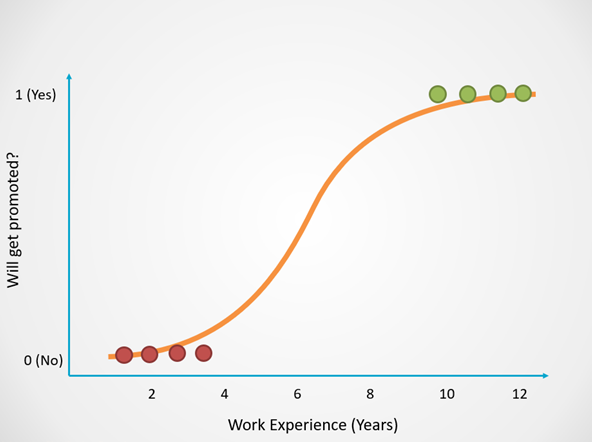 1 (Yes)
Will get promoted?
0 (No)
2 4 6 8 10 12
Work Experience (Years)